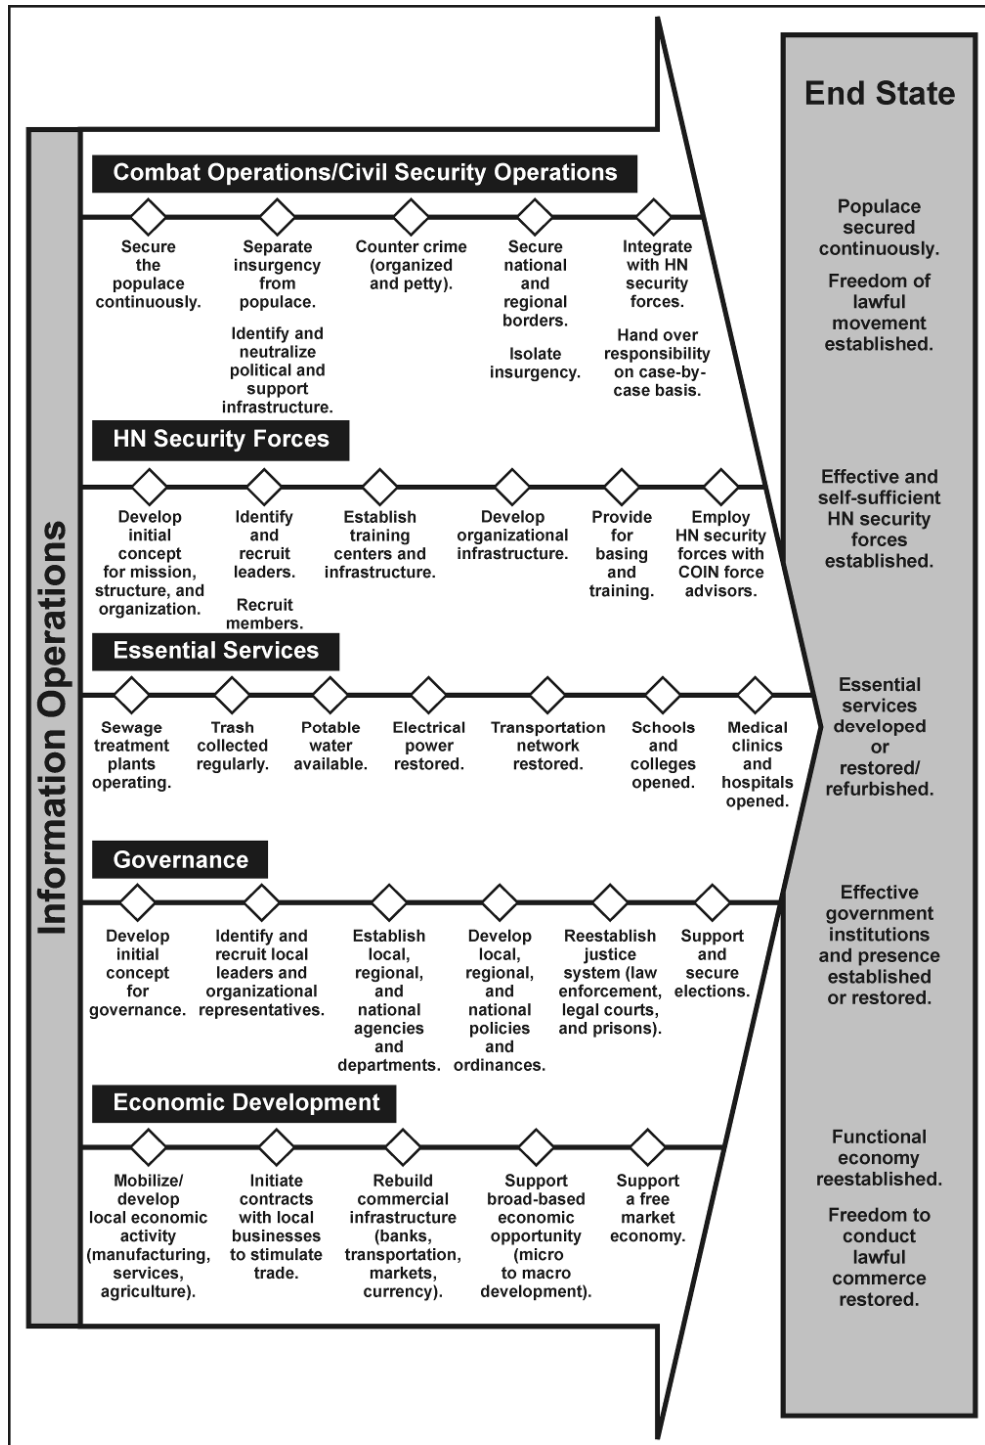 Information Operations
End State
Combat Operations/Civil Security Operations
Secure
the
populace
continuously.
Separate
insurgency
from
populace.
Identify and
neutralize
political and
support
infrastructure.
Counter crime
(organized
and petty).
Secure
national
and
regional
borders.
Isolate
insurgency.
Integrate
with HN
security
forces.
Hand over
responsibility
on case-by-
case basis.
Populace
secured
continuously.
Freedom of
lawful
movement
established.
HN Security Forces
Develop
initial
concept
for mission,
structure, and
organization.
Identify
and
recruit
leaders.
Recruit
members.
Establish
training
centers and
infrastructure.
Develop
organizational
infrastructure.
Provide
for
basing
and
training.
Employ
HN security
forces with
COIN force
advisors.
Effective and
self-sufficient
HN security
forces
established.
Essential Services
Sewage
treatment
plants
operating.
Trash
collected
regularly.
Potable
water
available.
Electrical
power
restored.
Transportation
network
restored.
Schools
and
colleges
opened.
Medical
clinics
and
hospitals
opened.
Essential
services
developed
or
restored/
refurbished.
Governance
Develop
initial
concept
for
governance.
Identify and
recruit local
leaders and
organizational
representatives.
Establish
local,
regional,
and
national
agencies
and
departments.
Develop
local,
regional,
and
national
policies
and
ordinances.
Reestablish
justice
system (law
enforcement,
legal courts,
and prisons).
Support
and
secure
elections.
Effective
government
institutions
and presence
established
or restored.
Economic Development
Mobilize/
develop
local economic
activity
(manufacturing,
services,
agriculture).
Initiate
contracts
with local
businesses
to stimulate
trade.
Rebuild
commercial
infrastructure
(banks,
transportation,
markets,
currency).
Support
broad-based
economic
opportunity
(micro
to macro
development).
Support
a free
market
economy.
Functional
economy
reestablished.
Freedom to
conduct
lawful
commerce
restored.